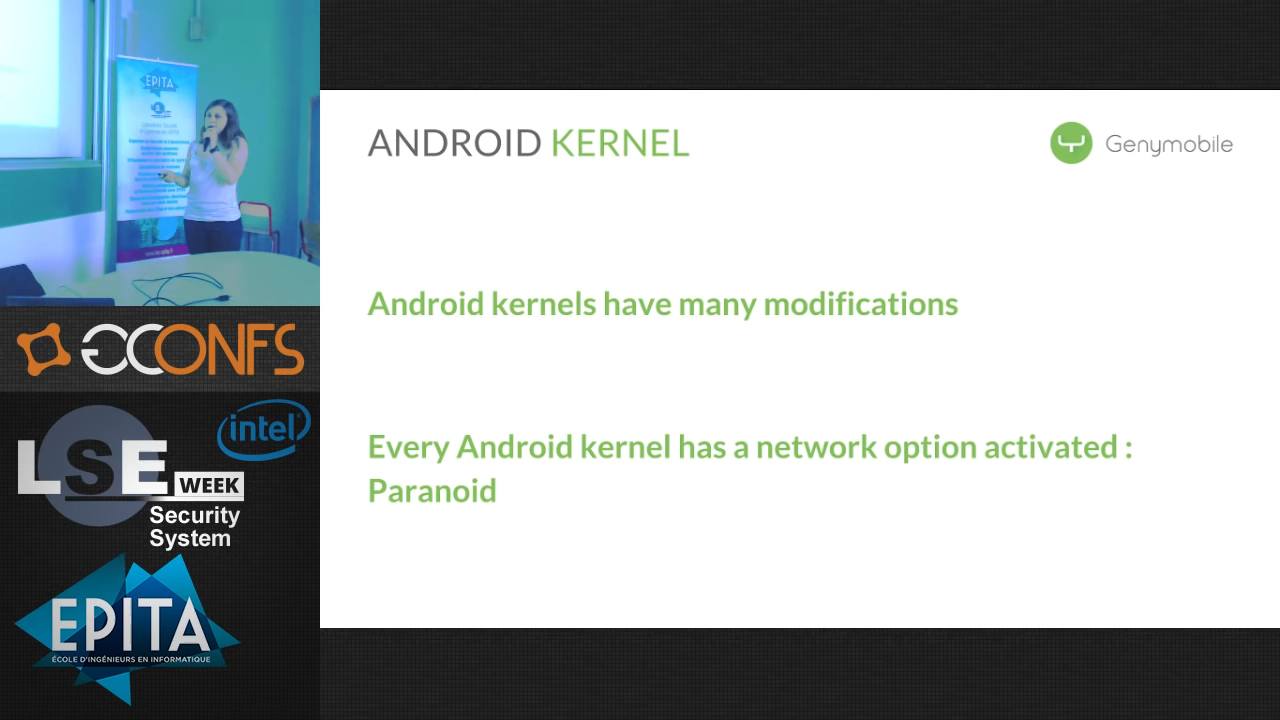 EPITA
ANDROID KERNEL
Genymobile
Android kernels have many modifications
Every Android kernel has a network option activated :
Paranoid
CONFS
intel
LSE
WEEK
Security
System
EPITA
ÉCOLE D'INGÉNIEURS EN INFORMATIQUE